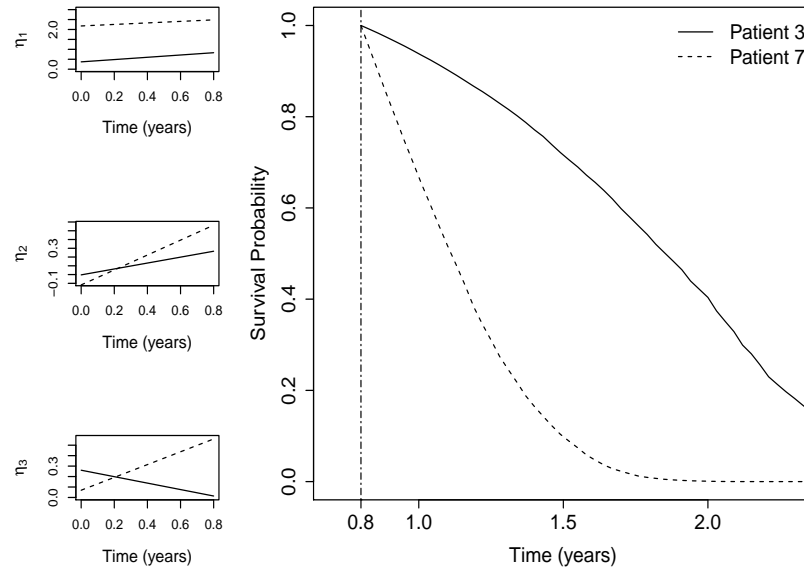 η1
0.0 2.0
0.0 0.2 0.4 0.6 0.8
Time (years)
η2
−0.1 0.3
0.0 0.2 0.4 0.6 0.8
Time (years)
η3
0.0 0.3
0.0 0.2 0.4 0.6 0.8
Time (years)
Survival Probability
0.0 0.2 0.4 0.6 0.8 1.0
Patient 3
Patient 7
0.8 1.0 1.5 2.0
Time (years)